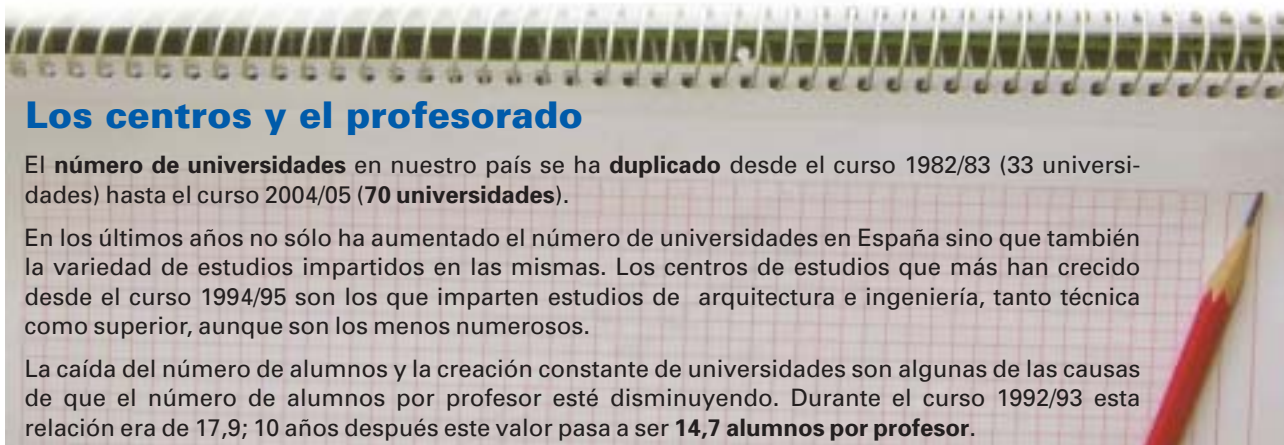 Los centros y el profesorado
El número de universidades en nuestro país se ha duplicado desde el curso 1982/83 (33 universi-
dades) hasta el curso 2004/05 (70 universidades).
En los últimos años no sólo ha aumentado el número de universidades en España sino que también
la variedad de estudios impartidos en las mismas. Los centros de estudios que más han crecido
desde el curso 1994/95 son los que imparten estudios de arquitectura e ingeniería, tanto técnica
como superior, aunque son los menos numerosos.
La caída del número de alumnos y la creación constante de universidades son algunas de las causas
de que el número de alumnos por profesor esté disminuyendo. Durante el curso 1992/93 esta
relación era de 17,9; 10 años después este valor pasa a ser 14,7 alumnos por profesor.